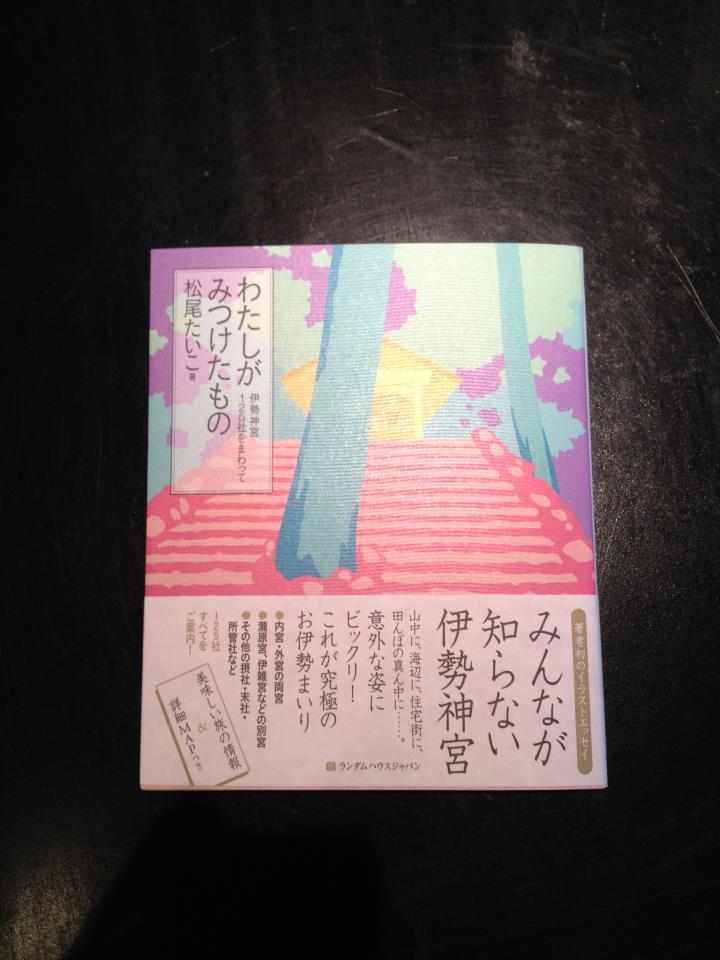 わたしが
みつけたもの
伊勢神宮
125社をまわって
松尾たいこ 著
著者初のイラストエッセイ
みんなが
知らない
伊勢神宮
山中に、海辺に、住宅街に、
田んぼの真ん中に……。
意外な姿に
ビックリ!
これが究極の
お伊勢まいり
●内宮・外宮の両宮
●瀧原宮、伊雑宮などの別宮
●その他の摂社・末社・
所管社など
125社
すべてを
ご案内!
美味しい旅の情報
&
詳細MAPつき
ランダムハウスジャパン